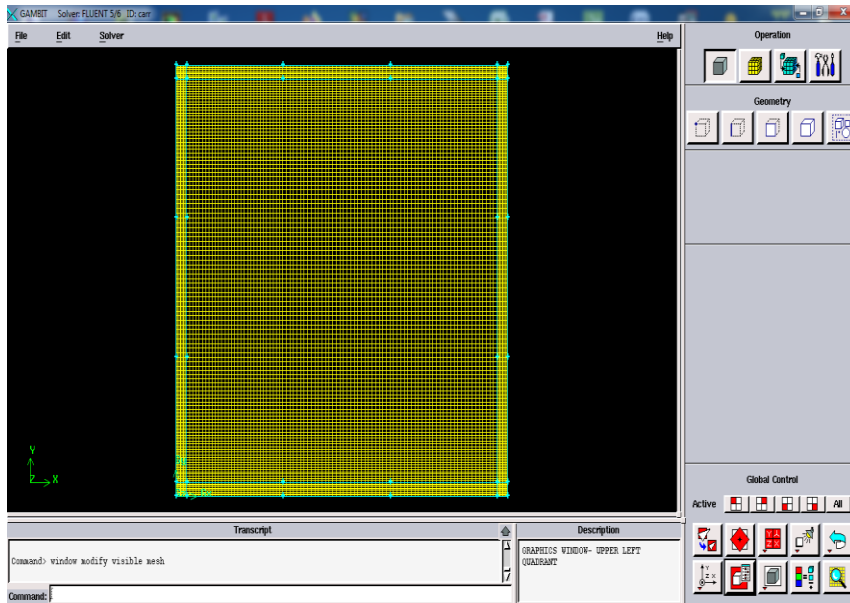 GAMBIT Solver: FLUENT 5/6 ID: carr
File Edit Solver Help
Operation
Geometry
Y
Z X
Global Control
Active All
Transcript
Description
Command> window modify visible mesh
GRAPHICS WINDOW- UPPER LEFT
QUADRANT
Command: